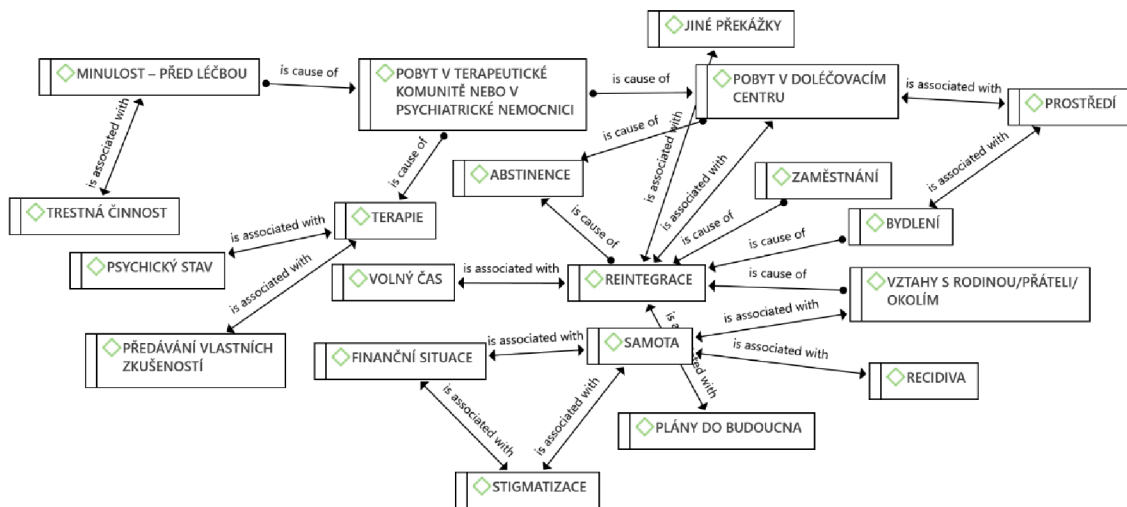 JINÉ PŘEKÁŽKY
MINULOST – PŘED LÉČBOU
is cause of
POBYT V TERAPEUTICKÉ
KOMUNITĚ NEBO V
PSYCHIATRICKÉ NEMOCNICI
is cause of
POBYT V DOLÉČOVACÍM
CENTRU
is associated with
PROSTŘEDÍ
is associated with
is cause of
is cause of
is associated with
is associated with
is associated with
ABSTINENCE
ZAMĚSTNÁNÍ
TRESTNÁ ČINNOST
is associated with
TERAPIE
is cause of
is cause of
is cause of
BYDLENÍ
PSYCHICKÝ STAV
is associated with
VOLNÝ ČAS
is associated with
REINTEGRACE
is cause of
VZTAHY S RODINOU/PŘÁTELI/
OKOLÍM
is associated with
PŘEDÁVÁNÍ VLASTNÍCH
ZKUŠENOSTÍ
FINANČNÍ SITUACE
is associated with
SAMOTA
is associated with
is associated with
RECIDIVA
is associated with
is associated with
PLÁNY DO BUDOUCNA
STIGMATIZACE